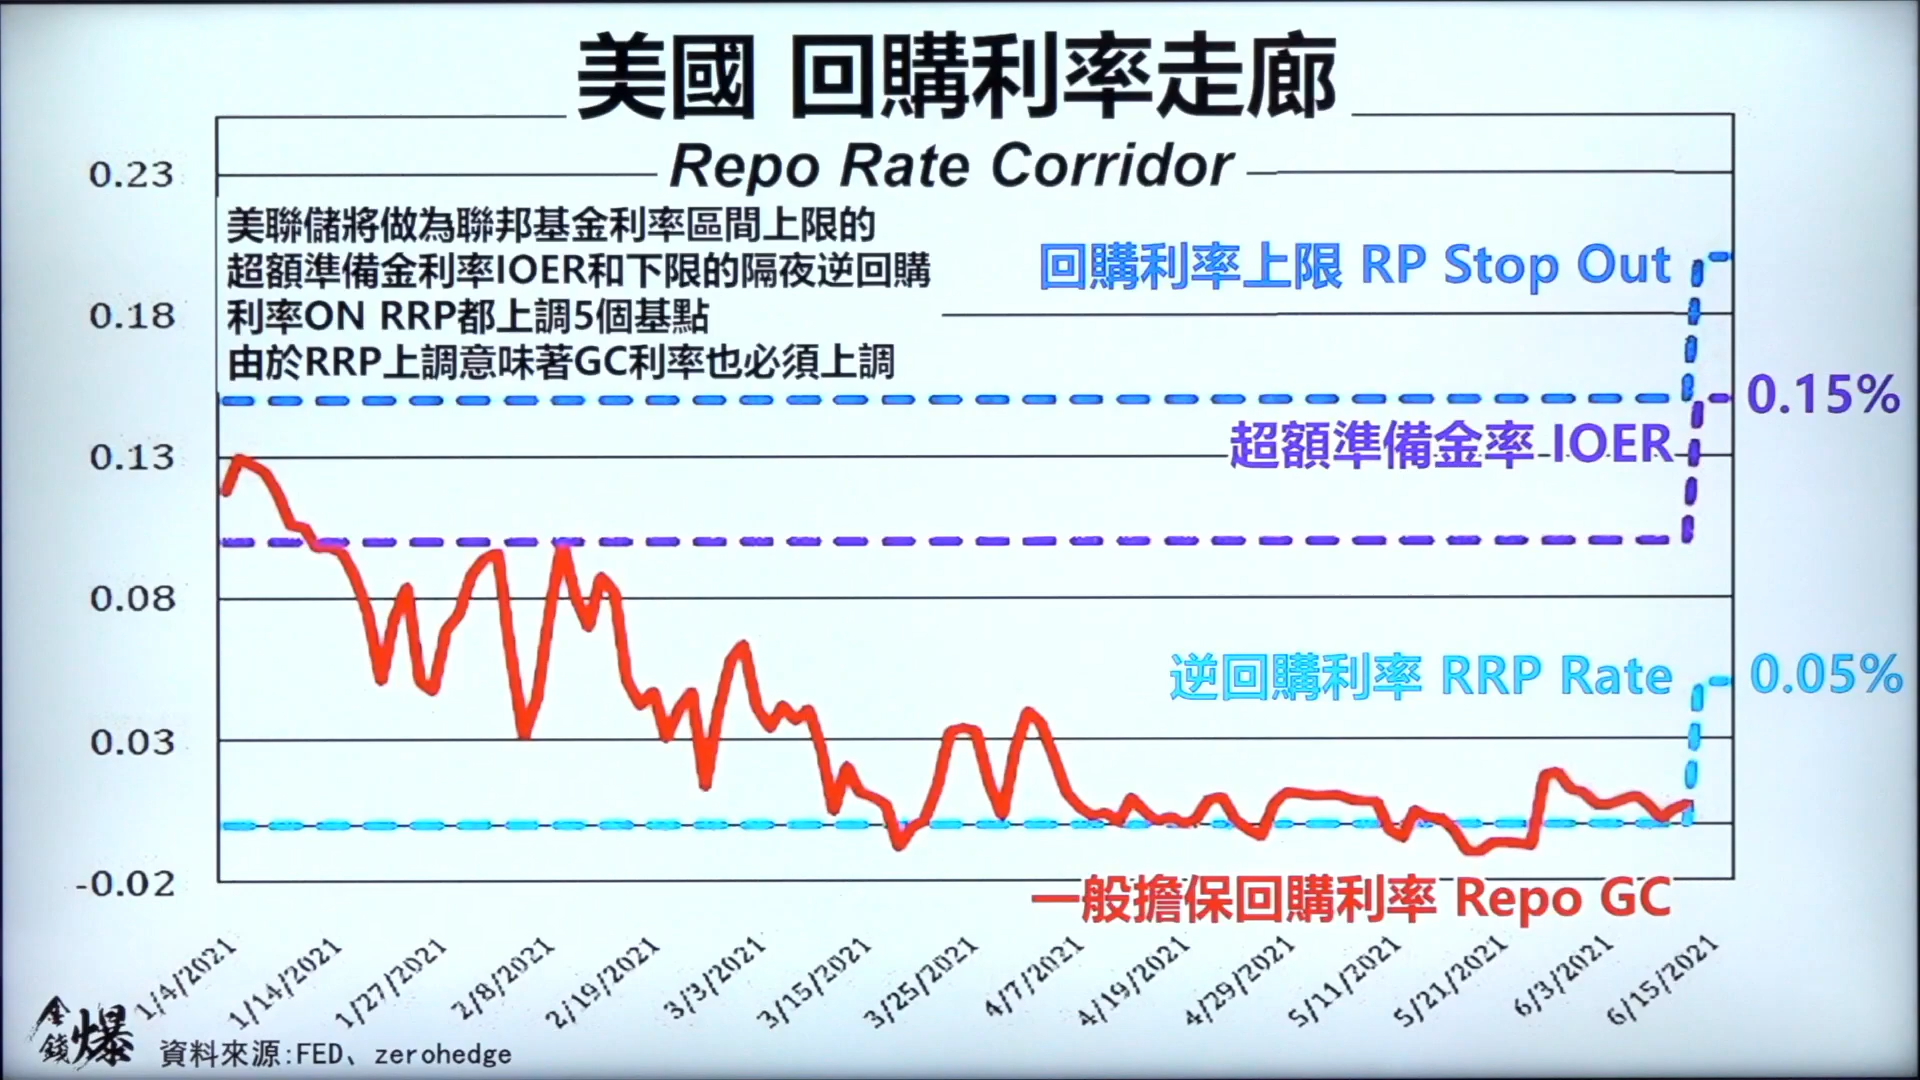 美國 回購利率走廊
Repo Rate Corridor
美聯儲將做為聯邦基金利率區間上限的
超額準備金利率IOER和下限的隔夜逆回購
利率ON RRP都上調5個基點
由於RRP上調意味著GC利率也必須上調
0.23
0.18
0.13
0.08
0.03
-0.02
回購利率上限 RP Stop Out
0.15%
超額準備金率 IOER
逆回購利率 RRP Rate
0.05%
一般擔保回購利率 Repo GC
1/4/2021
1/14/2021
1/27/2021
2/8/2021
2/19/2021
3/3/2021
3/15/2021
3/25/2021
4/7/2021
4/19/2021
4/29/2021
5/11/2021
5/21/2021
6/3/2021
6/15/2021
金錢爆
資料來源:FED、zerohedge